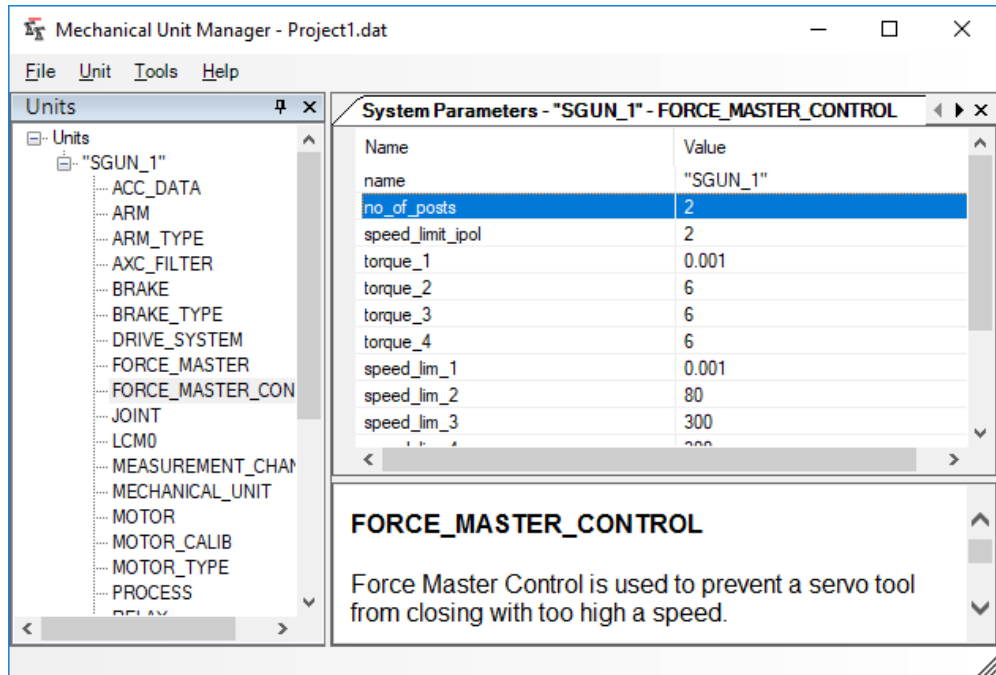 Mechanical Unit Manager - Project1.dat
File Unit Tools Help
Units
Units
"SGUN_1"
ACC_DATA
ARM
ARM_TYPE
AXC_FILTER
BRAKE
BRAKE_TYPE
DRIVE_SYSTEM
FORCE_MASTER
FORCE_MASTER_CON
JOINT
LCM0
MEASUREMENT_CHAN
MECHANICAL_UNIT
MOTOR
MOTOR_CALIB
MOTOR_TYPE
PROCESS
System Parameters - "SGUN_1" - FORCE_MASTER_CONTROL
Name Value
name "SGUN_1"
no_of_posts 2
speed_limit_ipol 2
torque_1 0.001
torque_2 6
torque_3 6
torque_4 6
speed_lim_1 0.001
speed_lim_2 80
speed_lim_3 300
FORCE_MASTER_CONTROL
Force Master Control is used to prevent a servo tool
from closing with too high a speed.